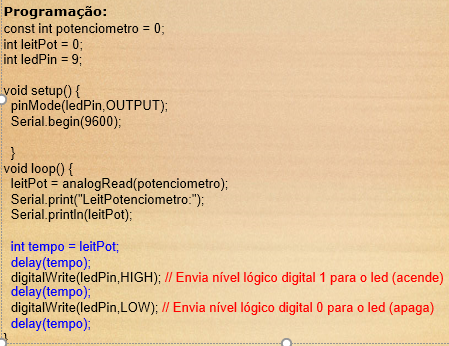 Programação:
const int potenciometro = 0;
int leitPot = 0;
int ledPin = 9;
void setup() {
pinMode(ledPin,OUTPUT);
Serial.begin(9600);
}
void loop() {
leitPot = analogRead(potenciometro);
Serial.print("LeitPotenciometro:");
Serial.println(leitPot);
int tempo = leitPot;
delay(tempo);
digitalWrite(ledPin,HIGH); // Envia nível lógico digital 1 para o led (acende)
delay(tempo);
digitalWrite(ledPin,LOW); // Envia nível lógico digital 0 para o led (apaga)
delay(tempo);
}